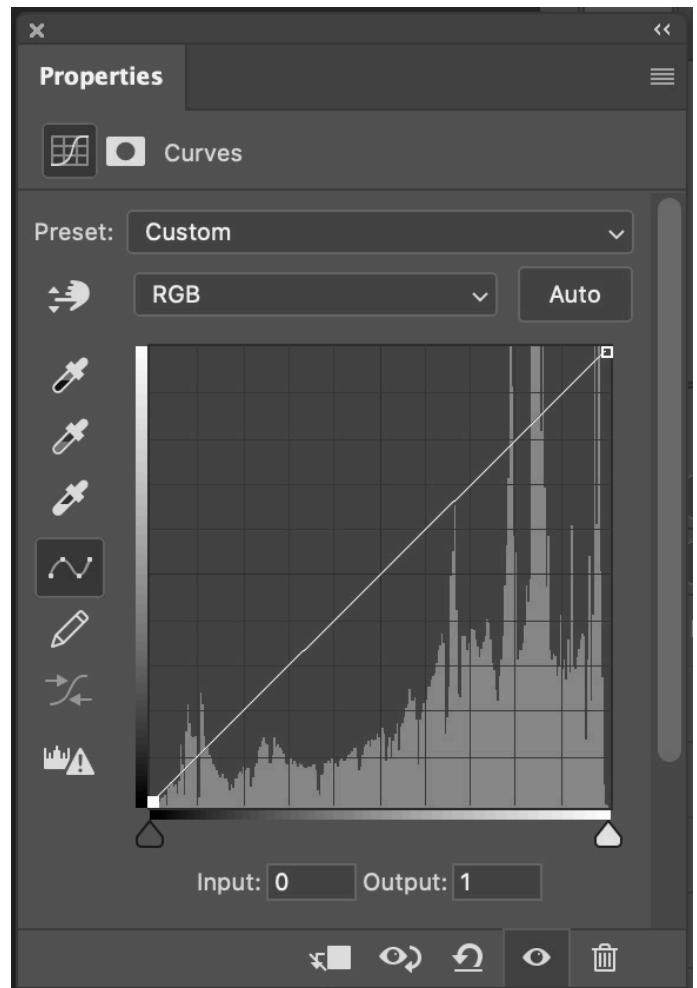 Properties
Curves
Preset: Custom
RGB Auto
Input: 0 Output: 1